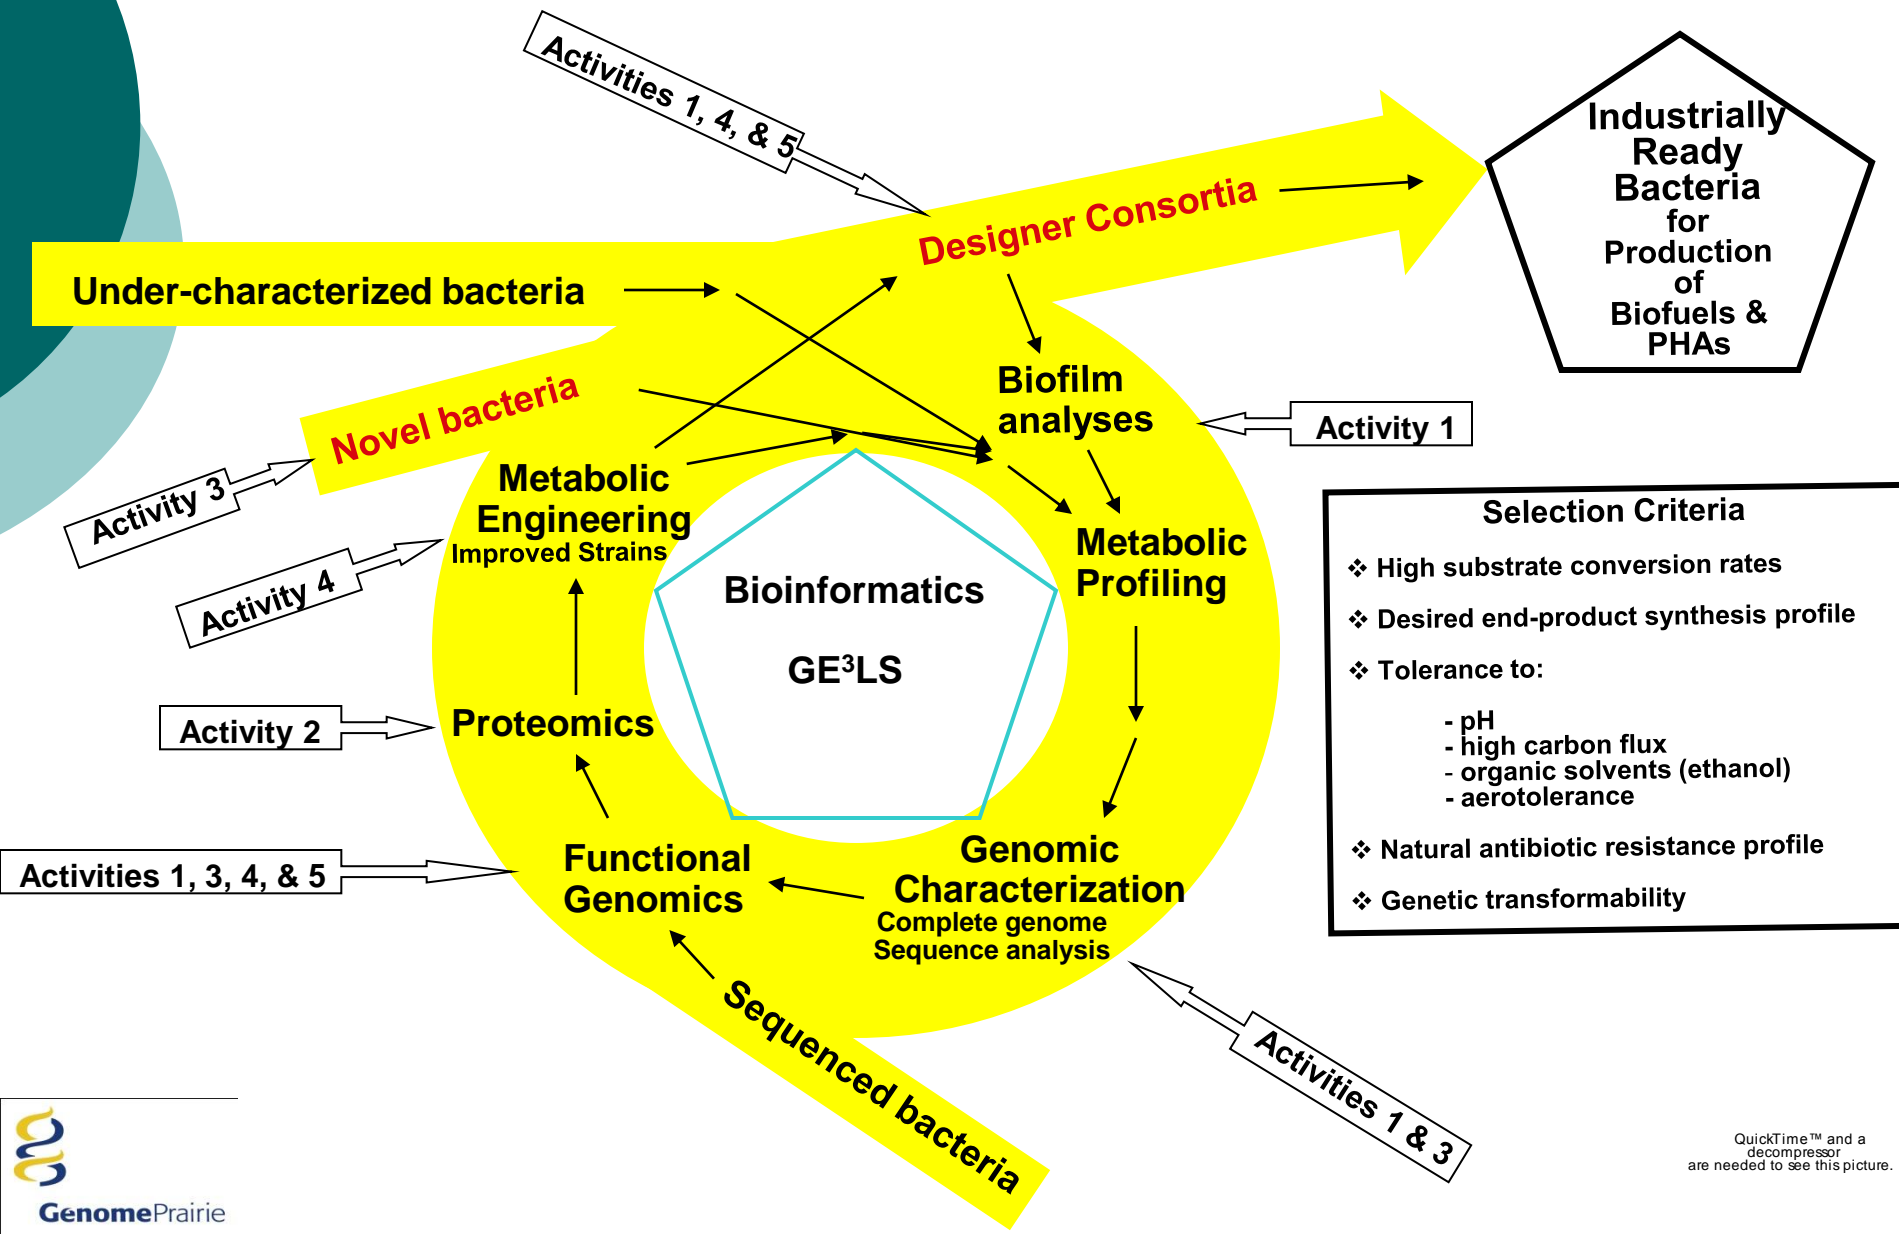 Activities 1, 4, & 5
Industrially
Ready
Bacteria
for
Production
of
Biofuels &
PHAs
Designer Consortia
Under-characterized bacteria
Novel bacteria
Biofilm
analyses
Activity 1
Activity 3
Metabolic
Engineering
Improved Strains
Activity 4
Metabolic
Profiling
Bioinformatics
GE³LS
Selection Criteria
❖ High substrate conversion rates
❖ Desired end-product synthesis profile
❖ Tolerance to:
- pH
- high carbon flux
- organic solvents (ethanol)
- aerotolerance
❖ Natural antibiotic resistance profile
❖ Genetic transformability
Activity 2
Proteomics
Activities 1, 3, 4, & 5
Functional
Genomics
Genomic
Characterization
Complete genome
Sequence analysis
Sequenced bacteria
Activities 1 & 3
GenomePrairie
QuickTime™ and a
decompressor
are needed to see this picture.